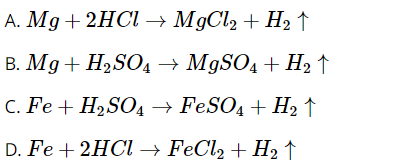 A. Mg + 2HCl → MgCl₂ + H₂ ↑
B. Mg + H₂SO₄ → MgSO₄ + H₂ ↑
C. Fe + H₂SO₄ → FeSO₄ + H₂ ↑
D. Fe + 2HCl → FeCl₂ + H₂ ↑